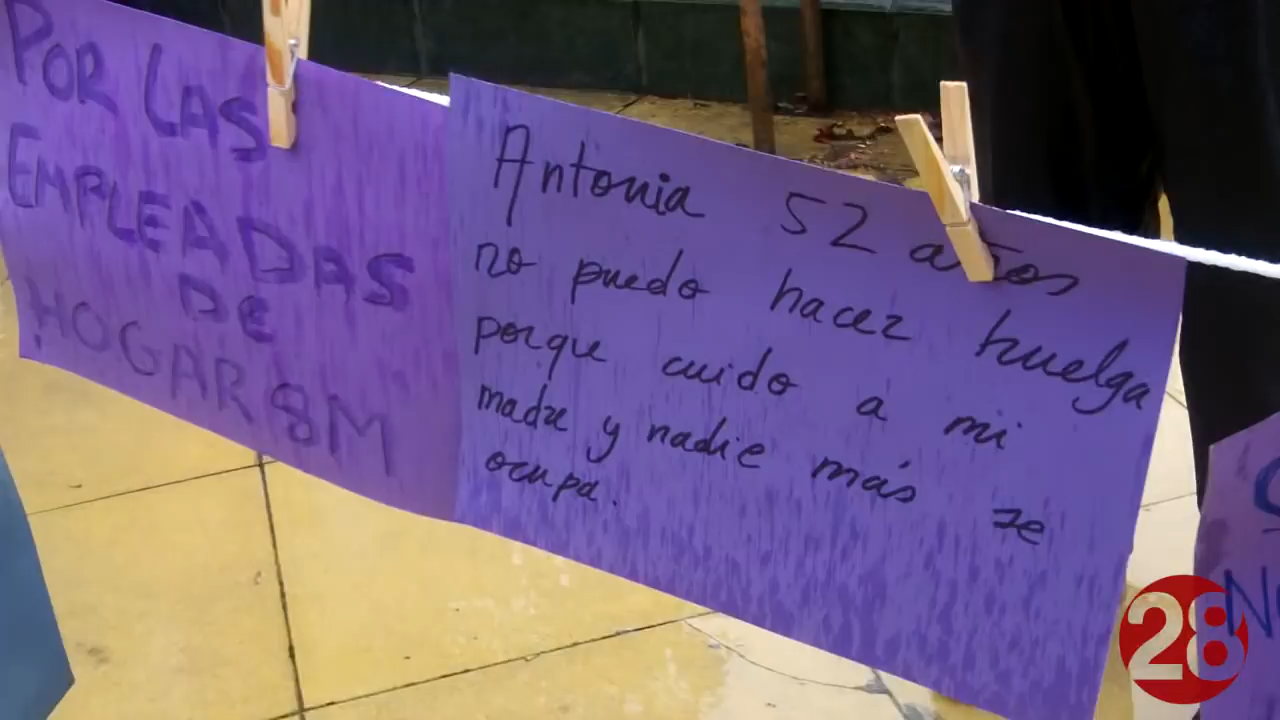 POR LAS
EMPLEADAS
DE
HOGAR 8M
Antonia 52 años
no puedo hacer huelga
porque cuido a mi
madre y nadie más se
ocupa.
28